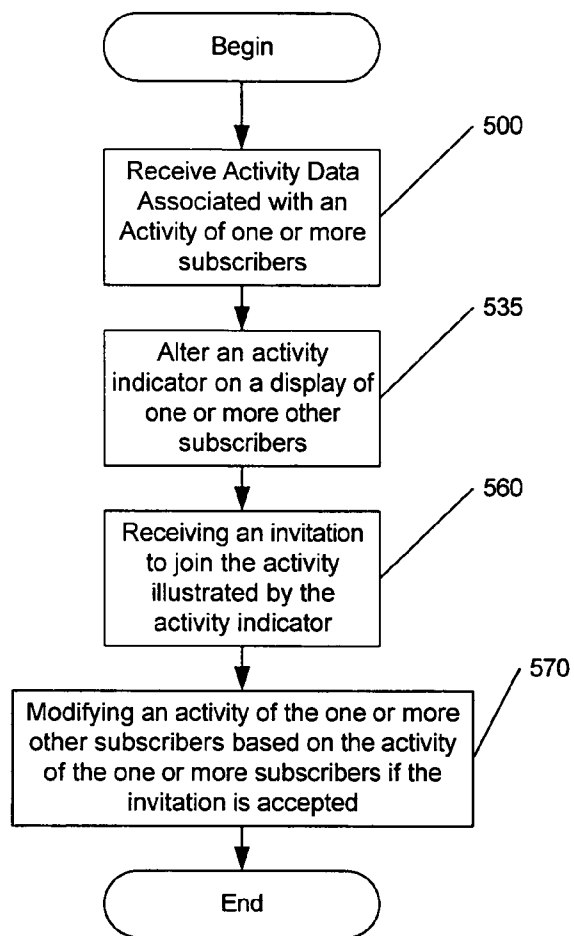 Begin
500
Receive Activity Data
Associated with an
Activity of one or more
subscribers
535
Alter an activity
indicator on a display of
one or more other
subscribers
560
Receiving an invitation
to join the activity
illustrated by the
activity indicator
570
Modifying an activity of the one or more
other subscribers based on the activity
of the one or more subscribers if the
invitation is accepted
End